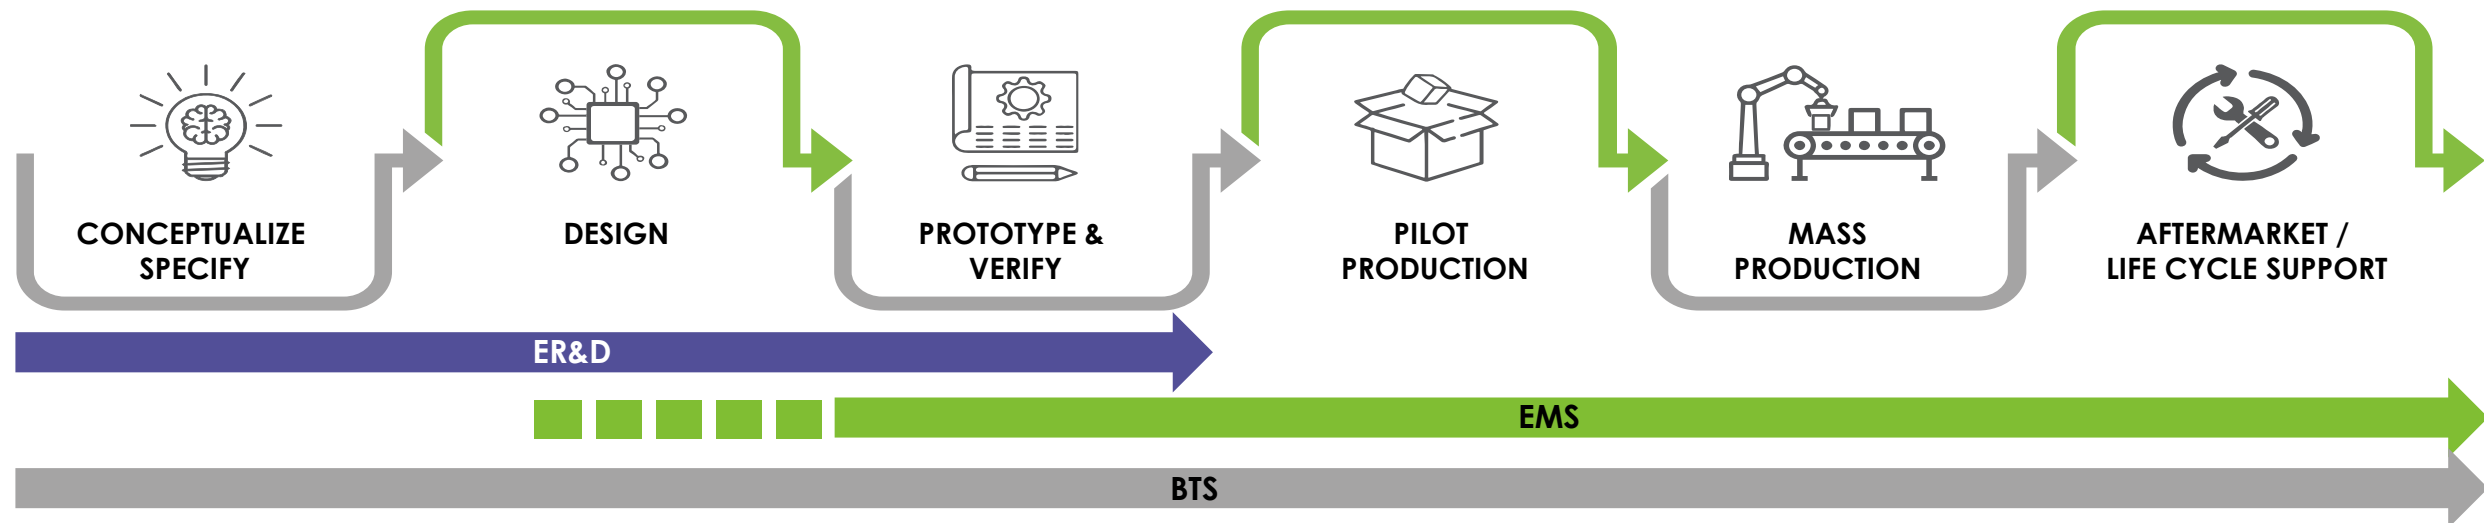 CONCEPTUALIZE
SPECIFY
DESIGN
PROTOTYPE &
VERIFY
PILOT
PRODUCTION
MASS
PRODUCTION
AFTERMARKET /
LIFE CYCLE SUPPORT
ER&D
EMS
BTS